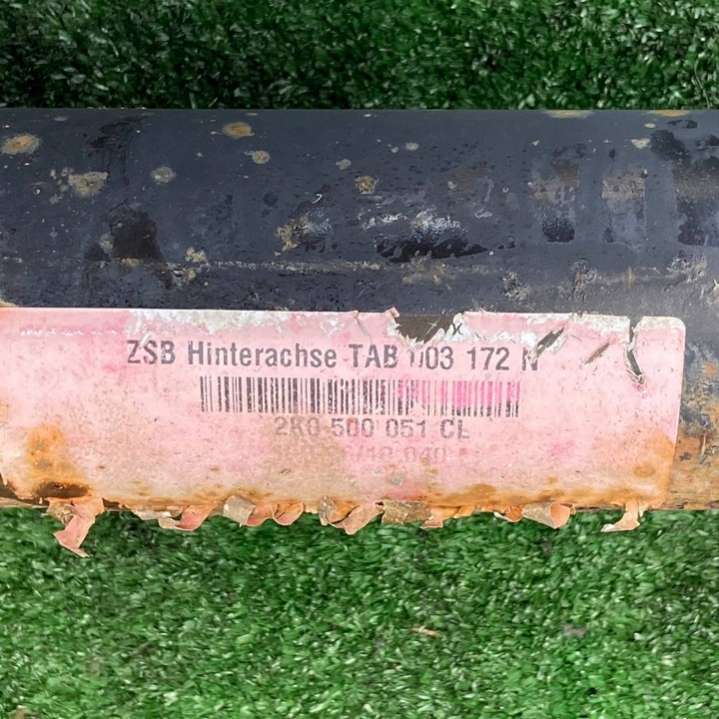 ZSB Hinterachse TAB 003 172 N
2K0 500 051 CL